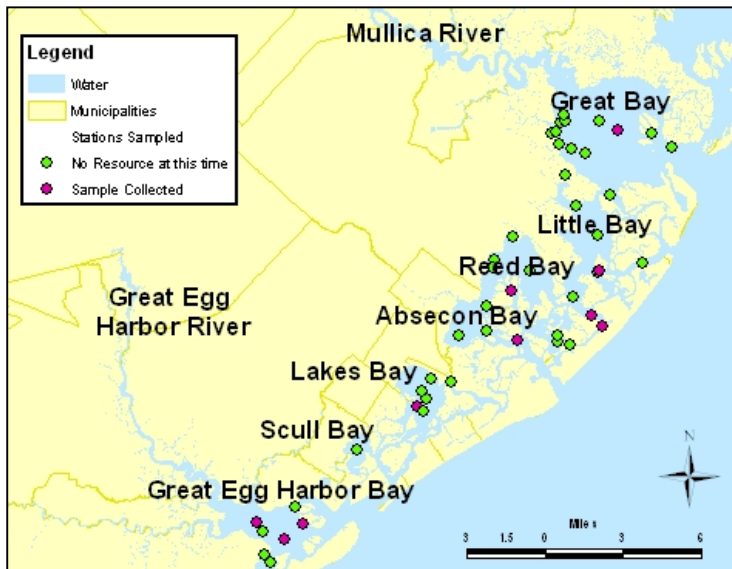 Mullica River
Legend
Water
Municipalities
Stations Sampled
No Resource at this time
Sample Collected
Great Bay
Little Bay
Reed Bay
Great Egg
Harbor River
Absecon Bay
Lakes Bay
Scull Bay
Great Egg Harbor Bay
N
Miles
3 1.5 0 3 6